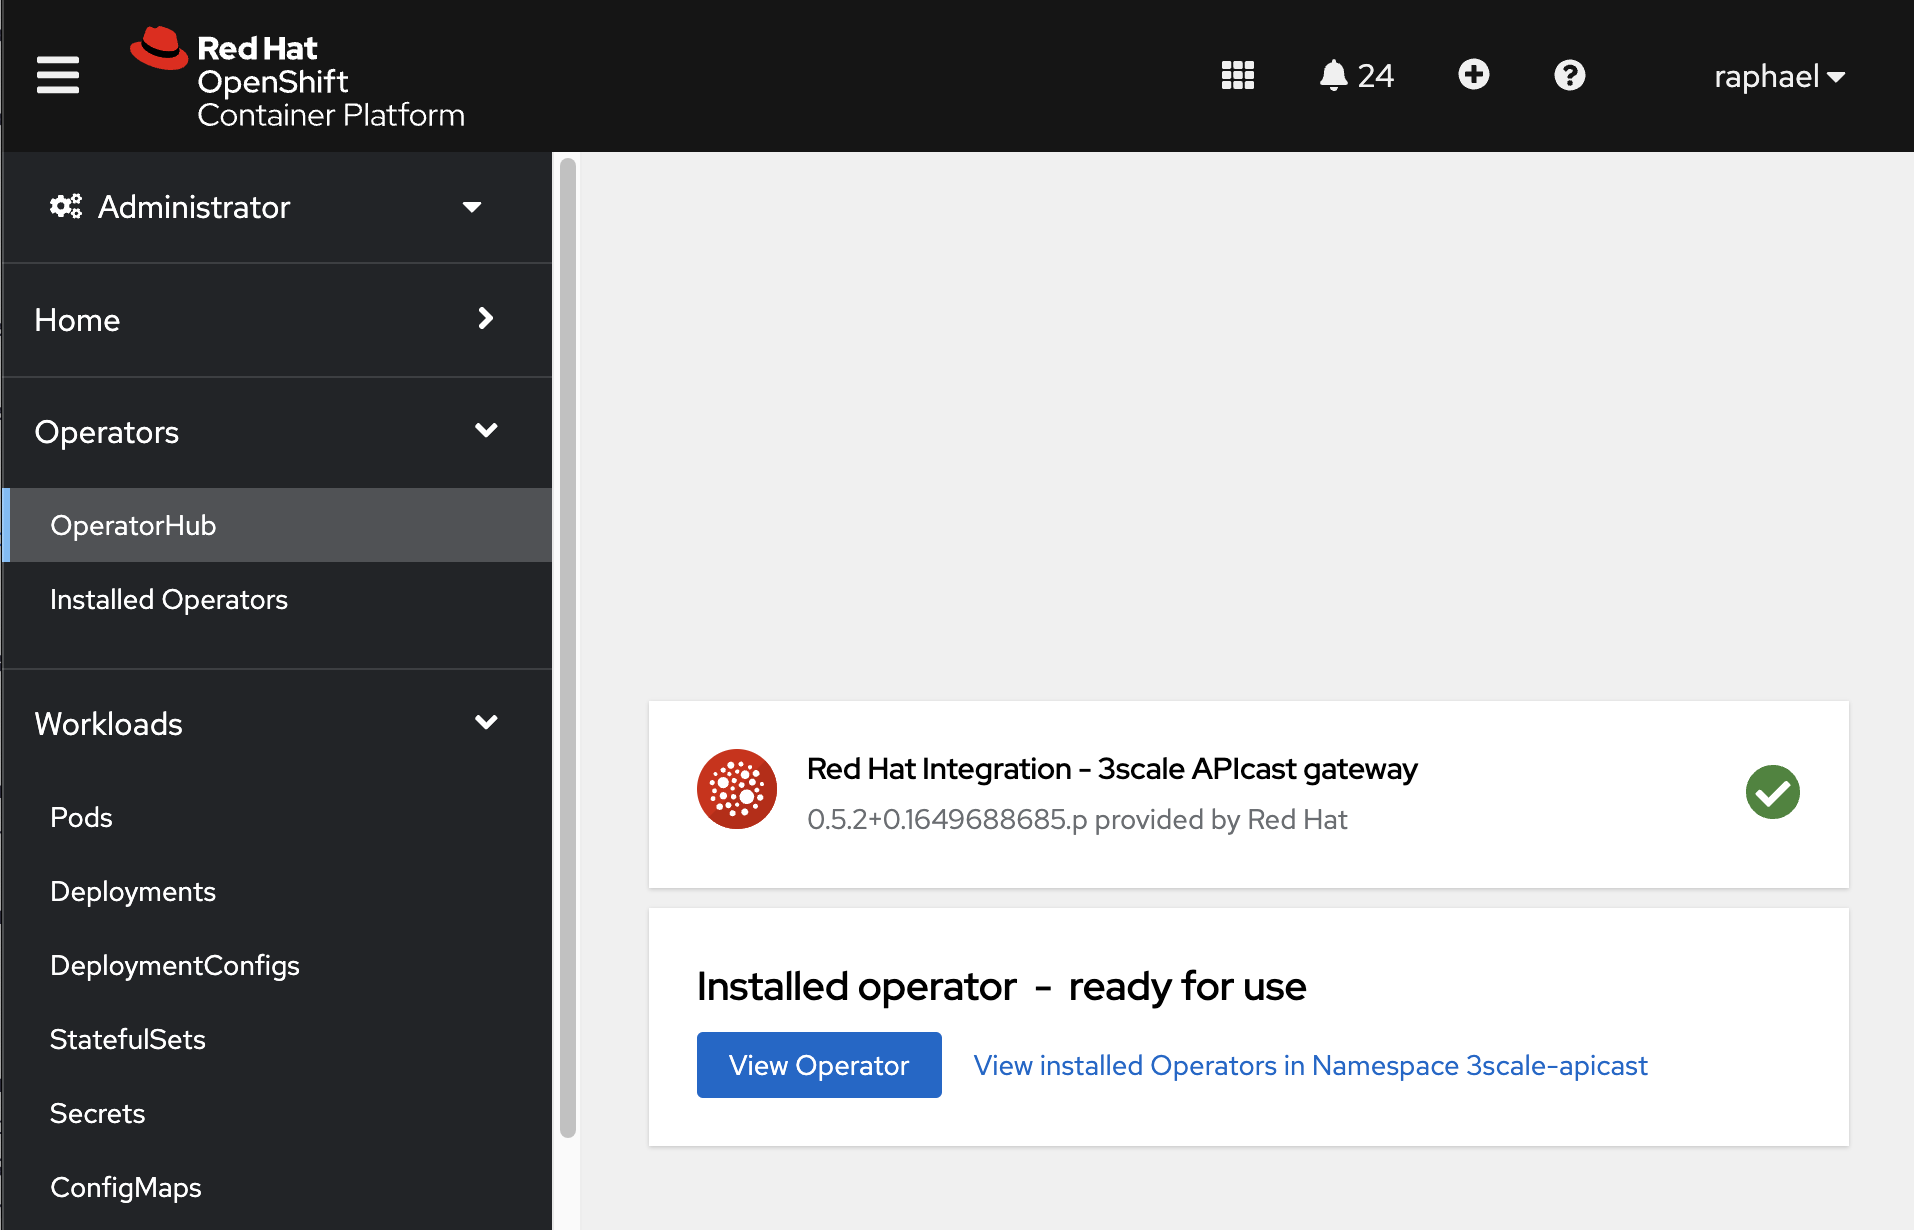 Red Hat
OpenShift
Container Platform
24
raphael
Administrator
Home
Operators
OperatorHub
Installed Operators
Workloads
Pods
Deployments
DeploymentConfigs
StatefulSets
Secrets
ConfigMaps
Red Hat Integration - 3scale APIcast gateway
0.5.2+0.1649688685.p provided by Red Hat
Installed operator - ready for use
View Operator
View installed Operators in Namespace 3scale-apicast